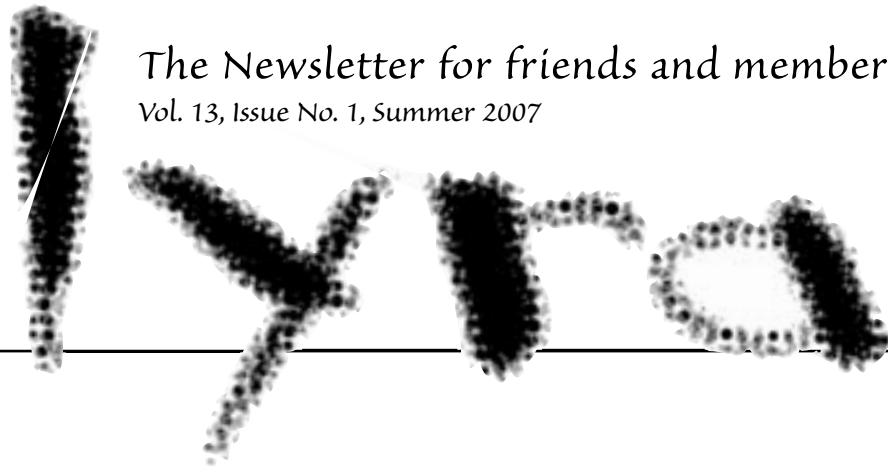 The Newsletter for friends and member
Vol. 13, Issue No. 1, Summer 2007
lyra